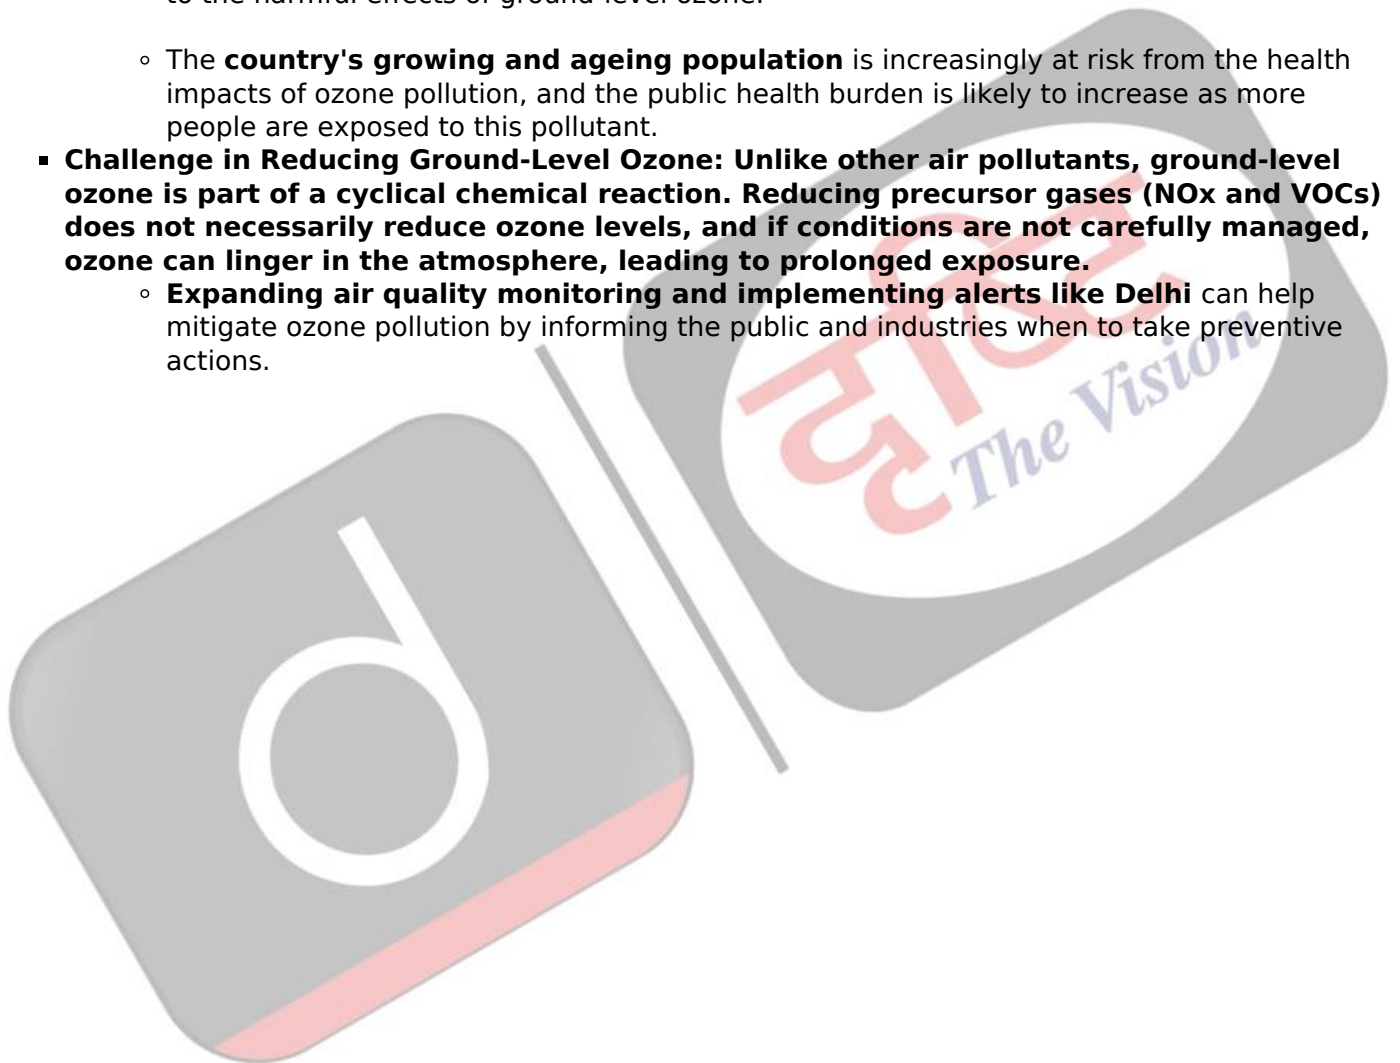 to the harmful effects of ground-level ozone.
◦ The country's growing and ageing population is increasingly at risk from the health
impacts of ozone pollution, and the public health burden is likely to increase as more
people are exposed to this pollutant.
▪ Challenge in Reducing Ground-Level Ozone: Unlike other air pollutants, ground-level
ozone is part of a cyclical chemical reaction. Reducing precursor gases (NOx and VOCs)
does not necessarily reduce ozone levels, and if conditions are not carefully managed,
ozone can linger in the atmosphere, leading to prolonged exposure.
◦ Expanding air quality monitoring and implementing alerts like Delhi can help
mitigate ozone pollution by informing the public and industries when to take preventive
actions.
दृष्टि
The Vision
d